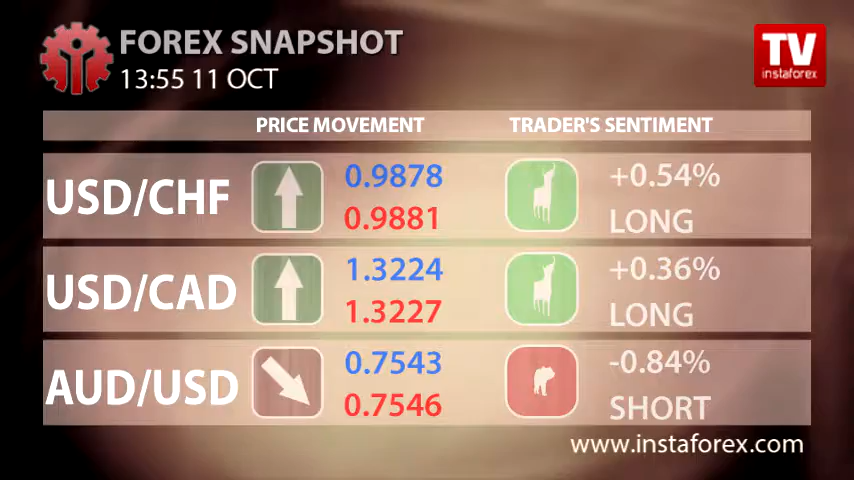 FOREX SNAPSHOT
13:55 11 OCT
TV
instaforex
PRICE MOVEMENT TRADER'S SENTIMENT
USD/CHF
0.9878
0.9881
+0.54%
LONG
USD/CAD
1.3224
1.3227
+0.36%
LONG
AUD/USD
0.7543
0.7546
-0.84%
SHORT
www.instaforex.com